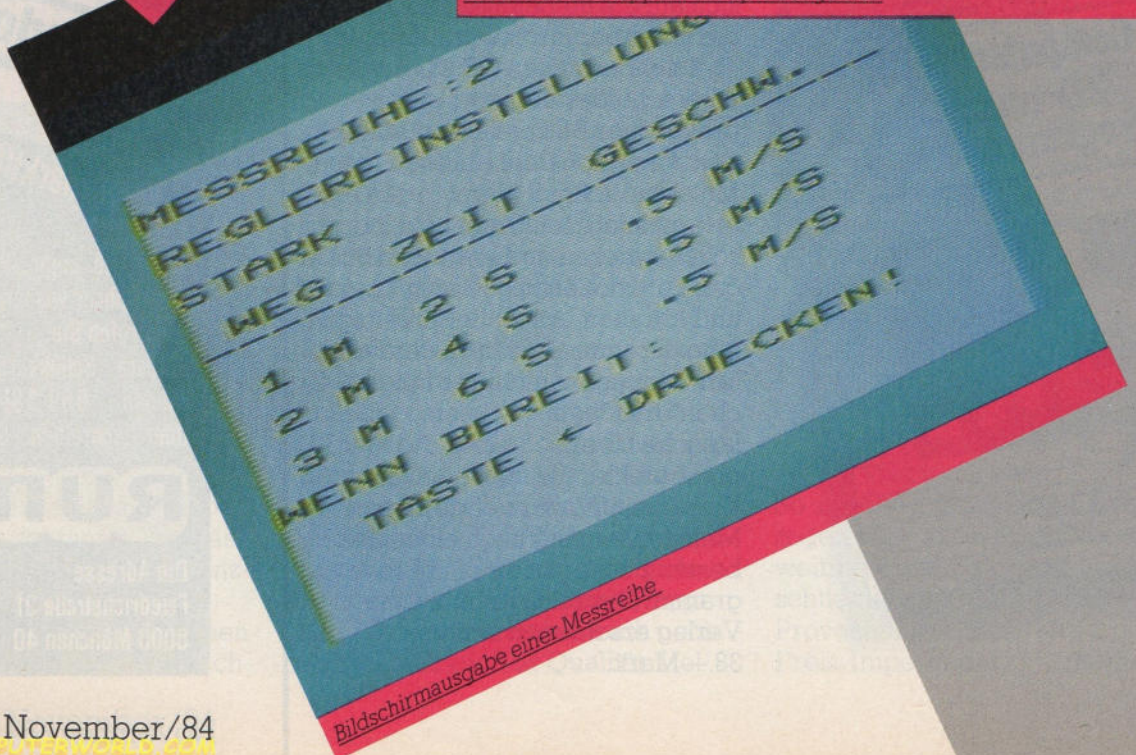 MESSREIHE:2
REGLEREINSTELLUNG
STARK
WEG ZEIT GESCHW.
1 M 2 S .5 M/S
2 M 4 S .5 M/S
3 M 6 S .5 M/S
WENN BEREIT:
TASTE ← DRUECKEN!
Bildschirmausgabe einer Messreihe
November/84